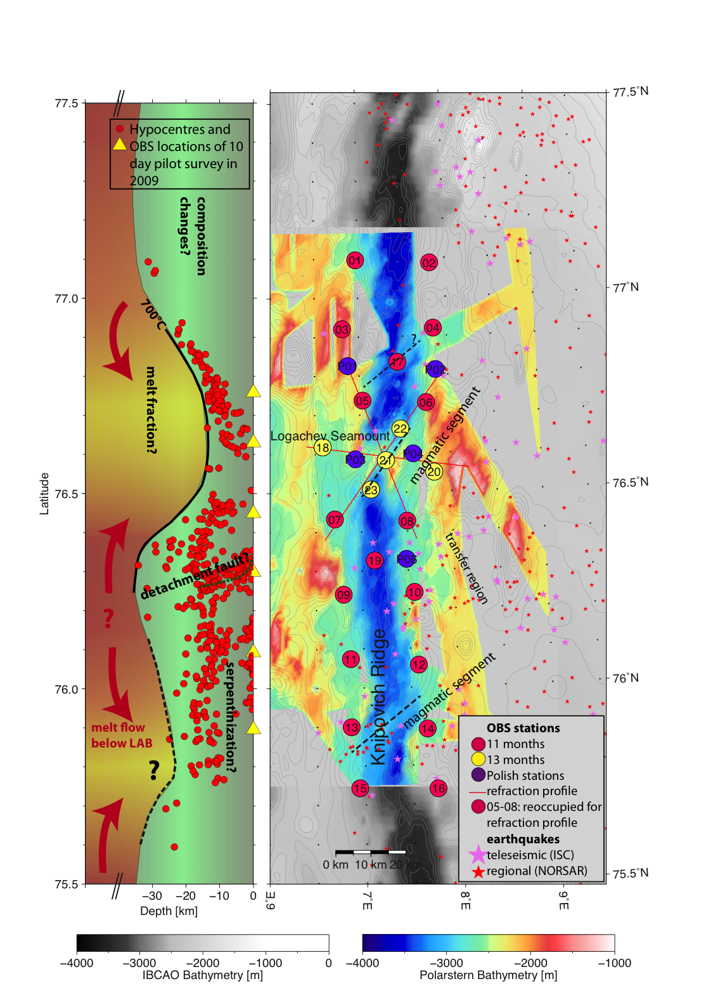 77.5
77.0
76.5
76.0
75.5
Latitude
−30
−20
−10
0
Depth [km]
Hypocentres and
OBS locations of 10
day pilot survey in
2009
composition
changes?
700°C
melt fraction?
detachment fault?
?
serpentinization?
melt flow
below LAB
?
77.5°N
77°N
76.5°N
76°N
75.5°N
6°E
7°E
8°E
9°E
01
02
03
04
?
17
P01
P02
05
06
magmatic segment
22
Logachev Seamount
18
P03
21
P04
20
23
07
08
transfer region
19
P06
09
10
Knipovich Ridge
11
12
magmatic segment
13
14
15
16
0 km
10 km
20 km
OBS stations
11 months
13 months
Polish stations
refraction profile
05-08: reoccupied for
refraction profile
earthquakes
teleseismic (ISC)
regional (NORSAR)
−4000
−3000
−2000
−1000
0
IBCAO Bathymetry [m]
−4000
−3000
−2000
−1000
Polarstern Bathymetry [m]